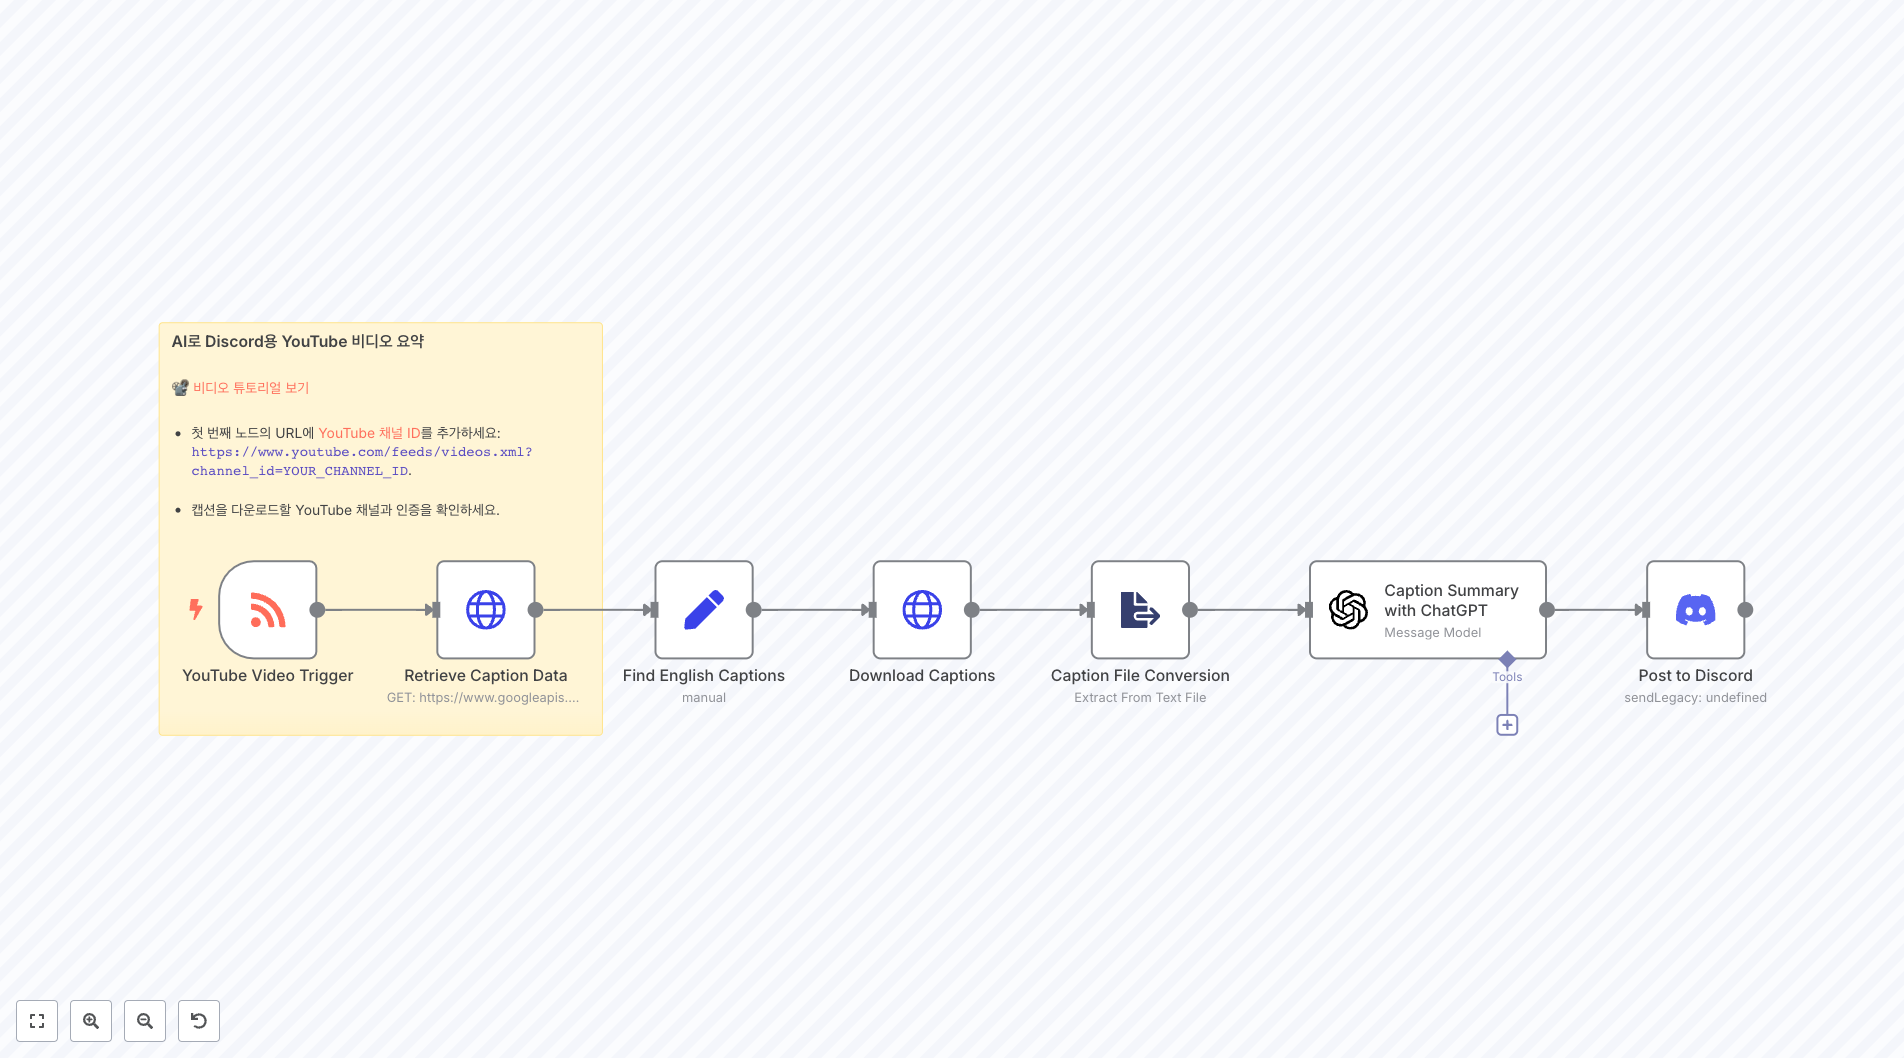 AI로 Discord용 YouTube 비디오 요약
비디오 튜토리얼 보기
첫 번째 노드의 URL에 YouTube 채널 ID를 추가하세요:
https://www.youtube.com/feeds/videos.xml?
channel_id=YOUR_CHANNEL_ID.
캡션을 다운로드할 YouTube 채널과 인증을 확인하세요.
YouTube Video Trigger
Retrieve Caption Data
GET: https://www.googleapis....
Find English Captions
manual
Download Captions
Caption File Conversion
Extract From Text File
Caption Summary
with ChatGPT
Message Model
Tools
Post to Discord
sendLegacy: undefined